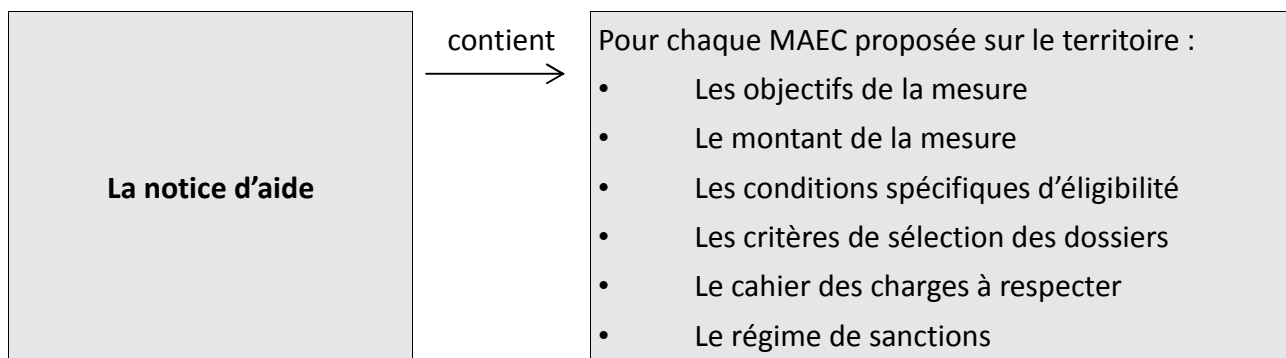 La notice d’aide
contient
Pour chaque MAEC proposée sur le territoire :
• Les objectifs de la mesure
• Le montant de la mesure
• Les conditions spécifiques d’éligibilité
• Les critères de sélection des dossiers
• Le cahier des charges à respecter
• Le régime de sanctions